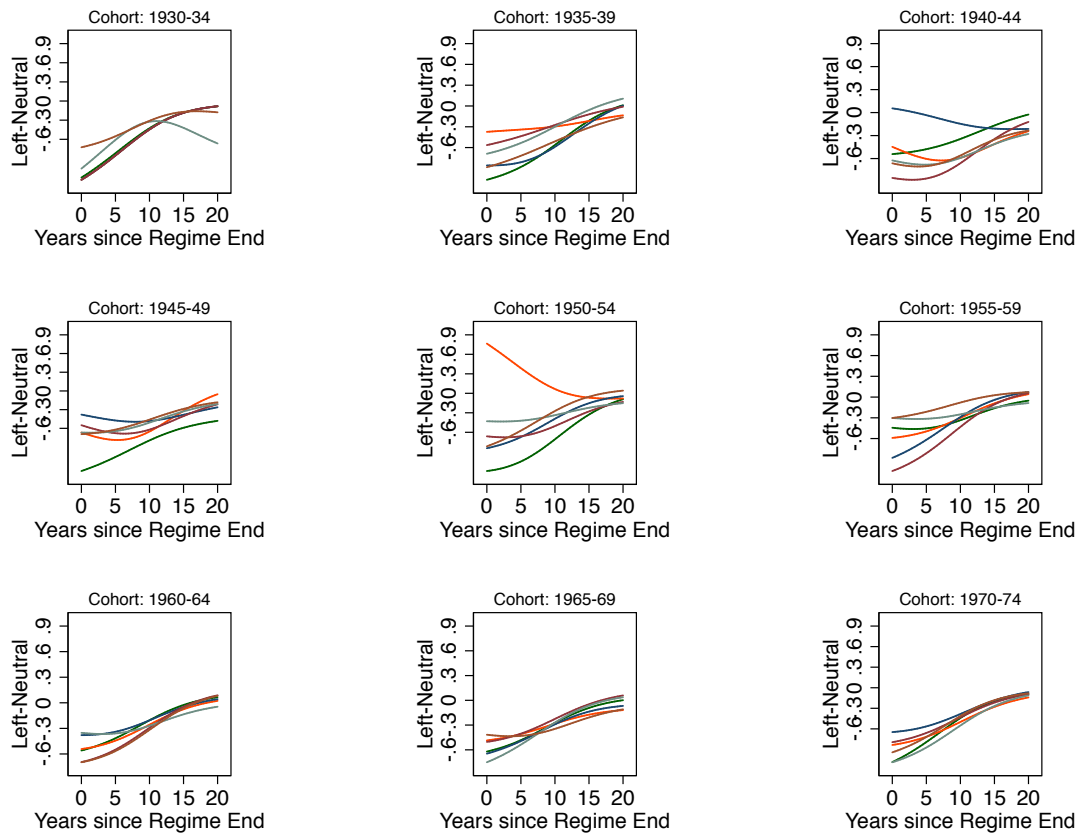 Cohort: 1930-34
Left-Neutral
-.6-.30 .3.6.9
0 5 10 15 20
Years since Regime End
Cohort: 1935-39
Left-Neutral
-.6-.30 .3.6.9
0 5 10 15 20
Years since Regime End
Cohort: 1940-44
Left-Neutral
-.6-.30 .3.6.9
0 5 10 15 20
Years since Regime End
Cohort: 1945-49
Left-Neutral
-.6-.30 .3.6.9
0 5 10 15 20
Years since Regime End
Cohort: 1950-54
Left-Neutral
-.6-.30 .3.6.9
0 5 10 15 20
Years since Regime End
Cohort: 1955-59
Left-Neutral
-.6-.30 .3.6.9
0 5 10 15 20
Years since Regime End
Cohort: 1960-64
Left-Neutral
-.6-.3 0 .3 .6 .9
0 5 10 15 20
Years since Regime End
Cohort: 1965-69
Left-Neutral
-.6-.30 .3.6.9
0 5 10 15 20
Years since Regime End
Cohort: 1970-74
Left-Neutral
-.6-.30 .3.6.9
0 5 10 15 20
Years since Regime End